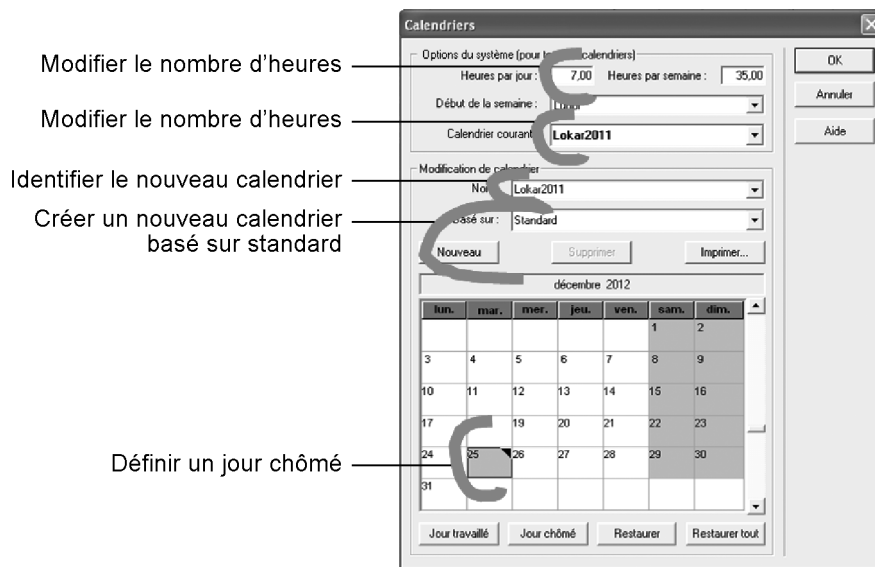 Calendriers
Modifier le nombre d'heures
Modifier le nombre d'heures
Identifier le nouveau calendrier
Créer un nouveau calendrier
basé sur standard
Définir un jour chômé
Options du système (pour calendriers)
Heures par jour : 7,00 Heures par semaine : 35,00
Début de la semaine :
Calendrier courant Lokar2011
Modification de calendrier
Lokar2011
sur : Standard
Nouveau Supprimer Imprimer...
décembre 2012
lun. mar. mer. jeu. ven. sam. dim.
1 2
3 4 5 6 7 8 9
10 11 12 13 14 15 16
17 19 20 21 22 23
24 25 26 27 28 29 30
31
Jour travaillé Jour chômé Restaurer Restaurer tout
OK
Annuler
Aide